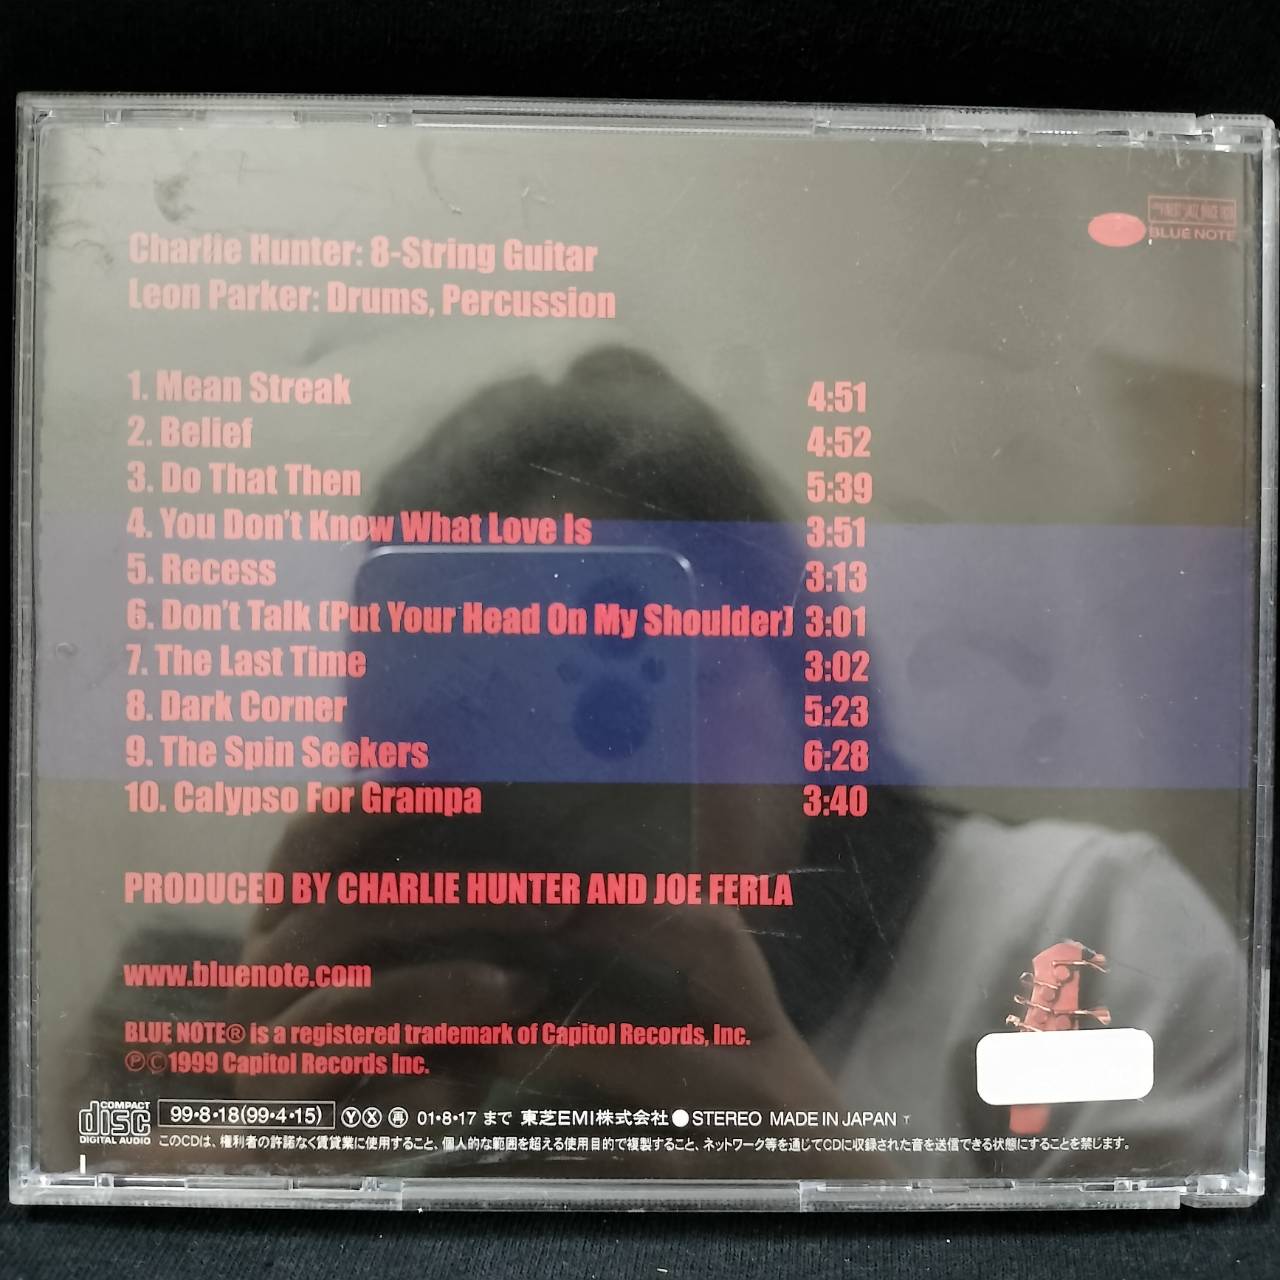 Charlie Hunter: 8-String Guitar
Leon Parker: Drums, Percussion
BLUE NOTE
1. Mean Streak 4:51
2. Belief 4:52
3. Do That Then 5:39
4. You Don't Know What Love Is 3:51
5. Recess 3:13
6. Don't Talk (Put Your Head On My Shoulder) 3:01
7. The Last Time 3:02
8. Dark Corner 5:23
9. The Spin Seekers 6:28
10. Calypso For Grampa 3:40
PRODUCED BY CHARLIE HUNTER AND JOE FERLA
www.bluenote.com
BLUE NOTE® is a registered trademark of Capitol Records, Inc.
℗©1999 Capitol Records Inc.
COMPACT disc DIGITAL AUDIO
99·8·18(99·4·15) Ⓨ Ⓧ ㊞ 01·8·17 まで 東芝EMI株式会社●STEREO MADE IN JAPAN T
このCDは、権利者の許諾なく賃貸業に使用すること、個人的な範囲を超える使用目的で複製すること、ネットワーク等を通じてCDに収録された音を送信できる状態にすることを禁じます。